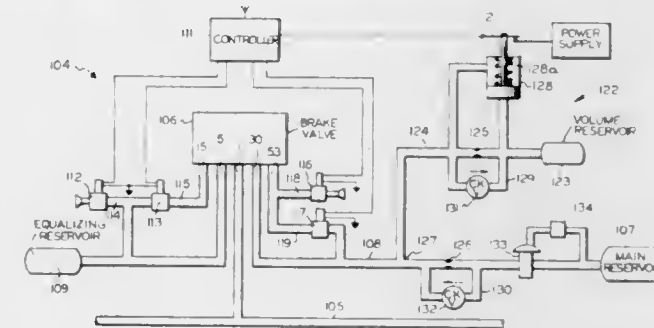 111
CONTROLLER
2
POWER
SUPPLY
104
128a
128
122
106
BRAKE
VALVE
15
5
30
53
124
125
VOLUME
RESERVOIR
123
112
114
113
115
116
118
131
129
7
119
108
127
126
133
134
107
MAIN
RESERVOIR
EQUALIZING
RESERVOIR
109
CK
CK
132
130
105